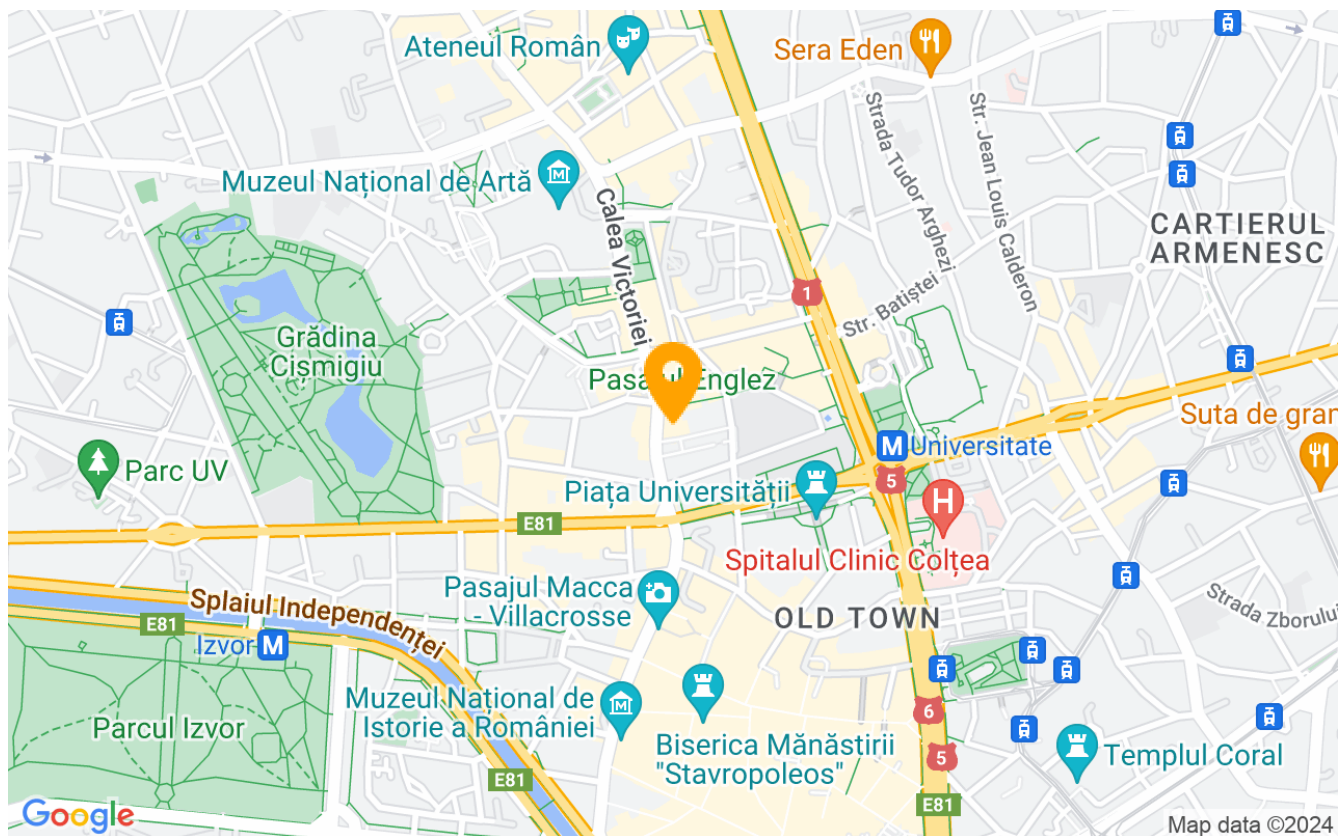 Ateneul Român
Sera Eden
Strada Tudor Arghezi
Str. Jean Louis Calderon
Muzeul Național de Artă
Calea Victoriei
CARTIERUL
ARMENESC
1
Str. Batiștei
Grădina
Cișmigiu
Pasajul Englez
Suta de gran
M Universitate
Parc UV
5
Piața Universității
H
E81
Spitalul Clinic Colțea
Pasajul Macca
- Villacrosse
Splaiul Independenței
E81
OLD TOWN
Strada Zborului
Izvor M
Muzeul Național de
Istorie a României
6
Parcul Izvor
Biserica Mănăstirii
"Stavropoleos"
5
Templul Coral
E81
E81
Google
Map data ©2024